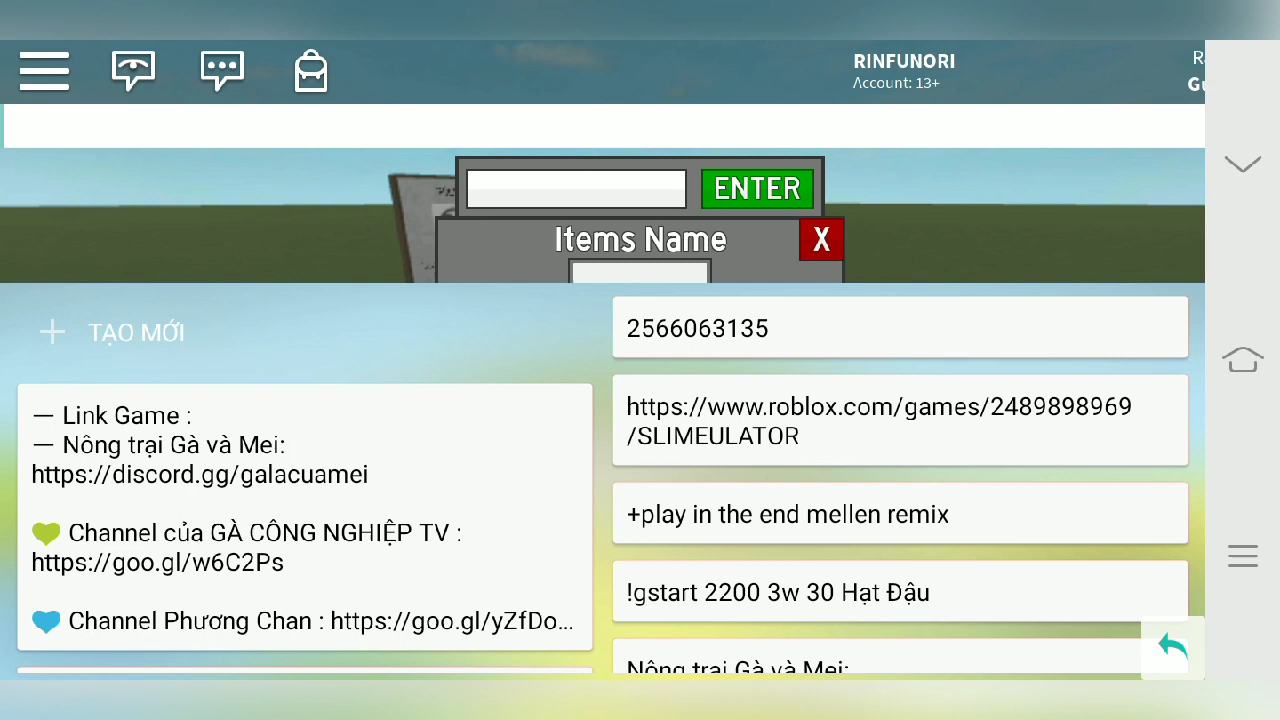 RINFUNORI
Account: 13+
ENTER
Items Name
X
TẠO MỚI
— Link Game :
— Nông trại Gà và Mei:
https://discord.gg/galacuamei
Channel của GÀ CÔNG NGHIỆP TV :
https://goo.gl/w6C2Ps
Channel Phương Chan : https://goo.gl/yZfDo...
2566063135
https://www.roblox.com/games/2489898969
/SLIMEULATOR
+play in the end mellen remix
!gstart 2200 3w 30 Hạt Đậu
Nông trại Gà và Mei: